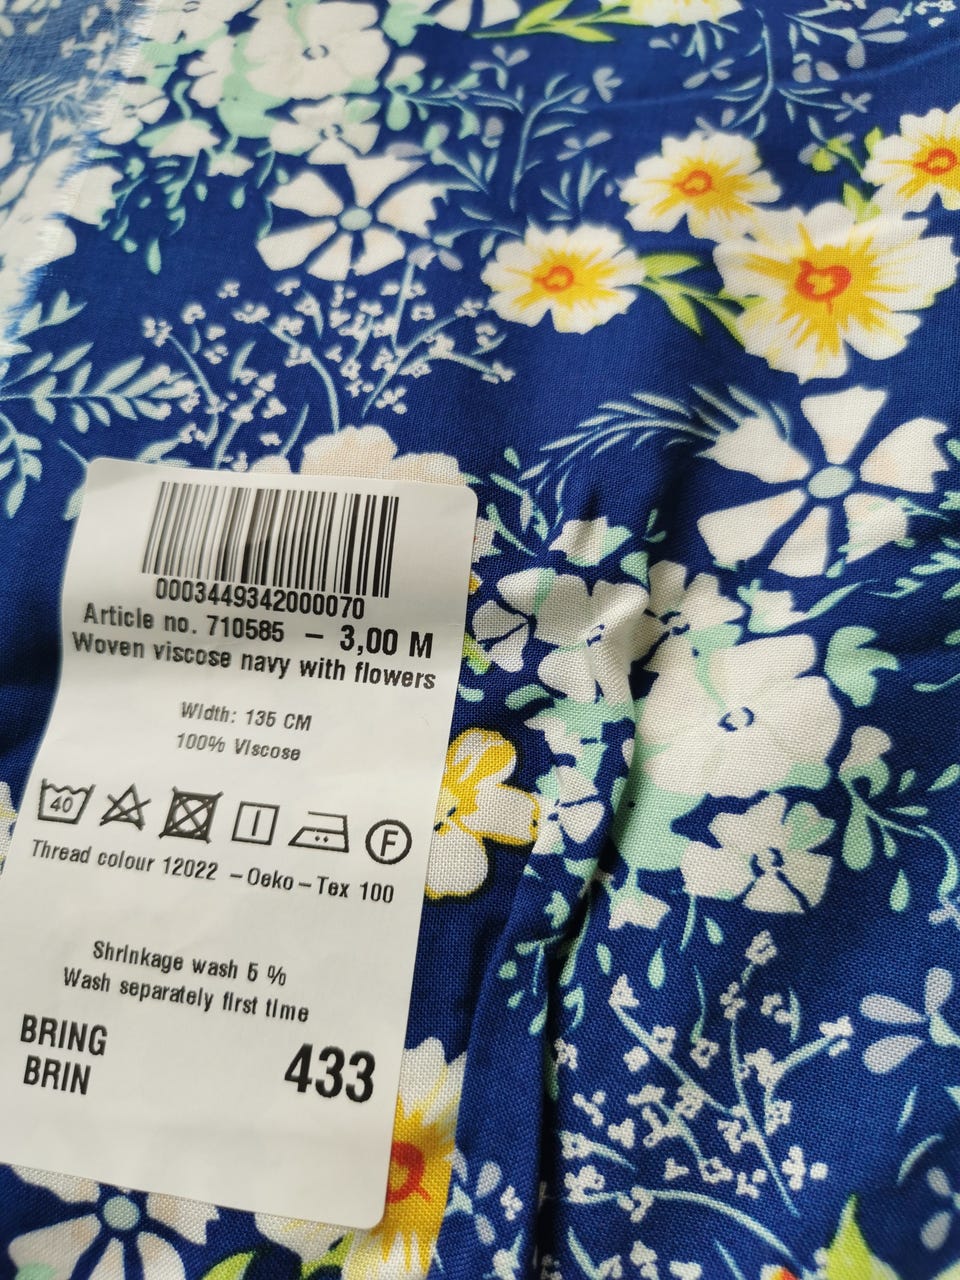 0003449342000070
Article no. 710585 – 3,00 M
Woven viscose navy with flowers
Width: 135 CM
100% Viscose
40 F
Thread colour 12022 – Oeko – Tex 100
Shrinkage wash 5 %
Wash separately first time
BRING
BRIN 433